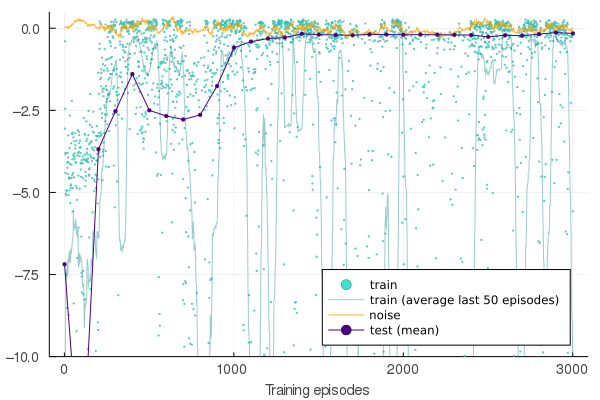 0.0
−2.5
−5.0
−7.5
−10.0
0
1000
2000
3000
Training episodes
train
train (average last 50 episodes)
noise
test (mean)